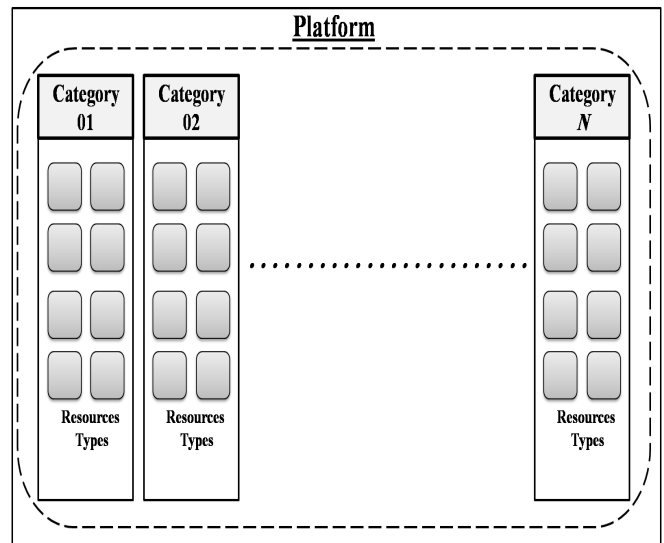 Platform
Category
01
Category
02
Category
N
Resources
Types
Resources
Types
Resources
Types